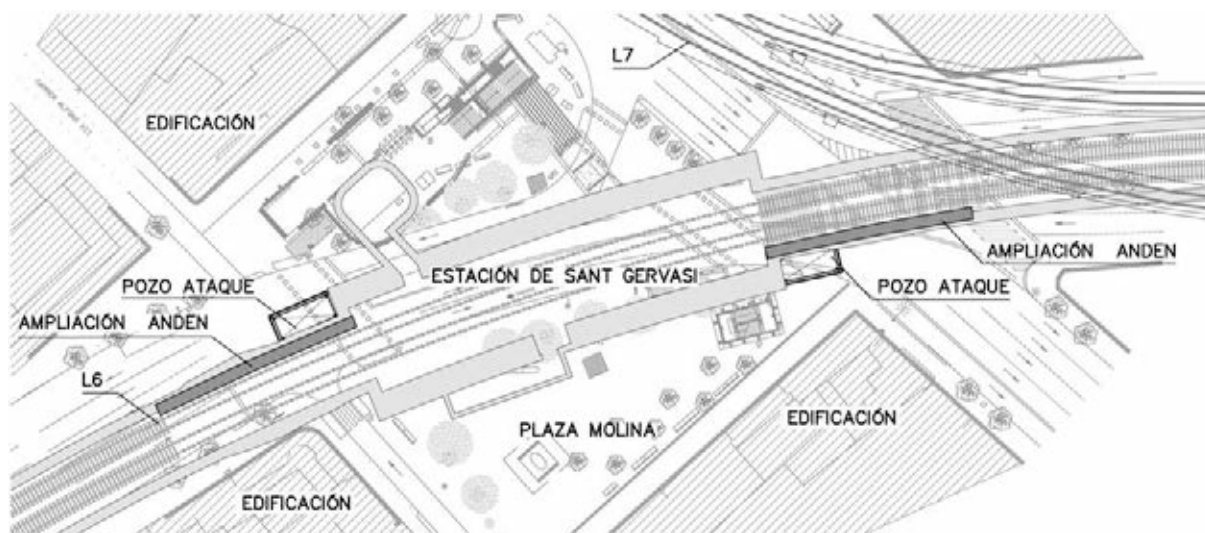 L7
EDIFICACIÓN
AMPLIACIÓN ANDEN
ESTACIÓN DE SANT GERVASI
POZO ATAQUE
POZO ATAQUE
AMPLIACIÓN ANDEN
L6
PLAZA MOLINA
EDIFICACIÓN
EDIFICACIÓN